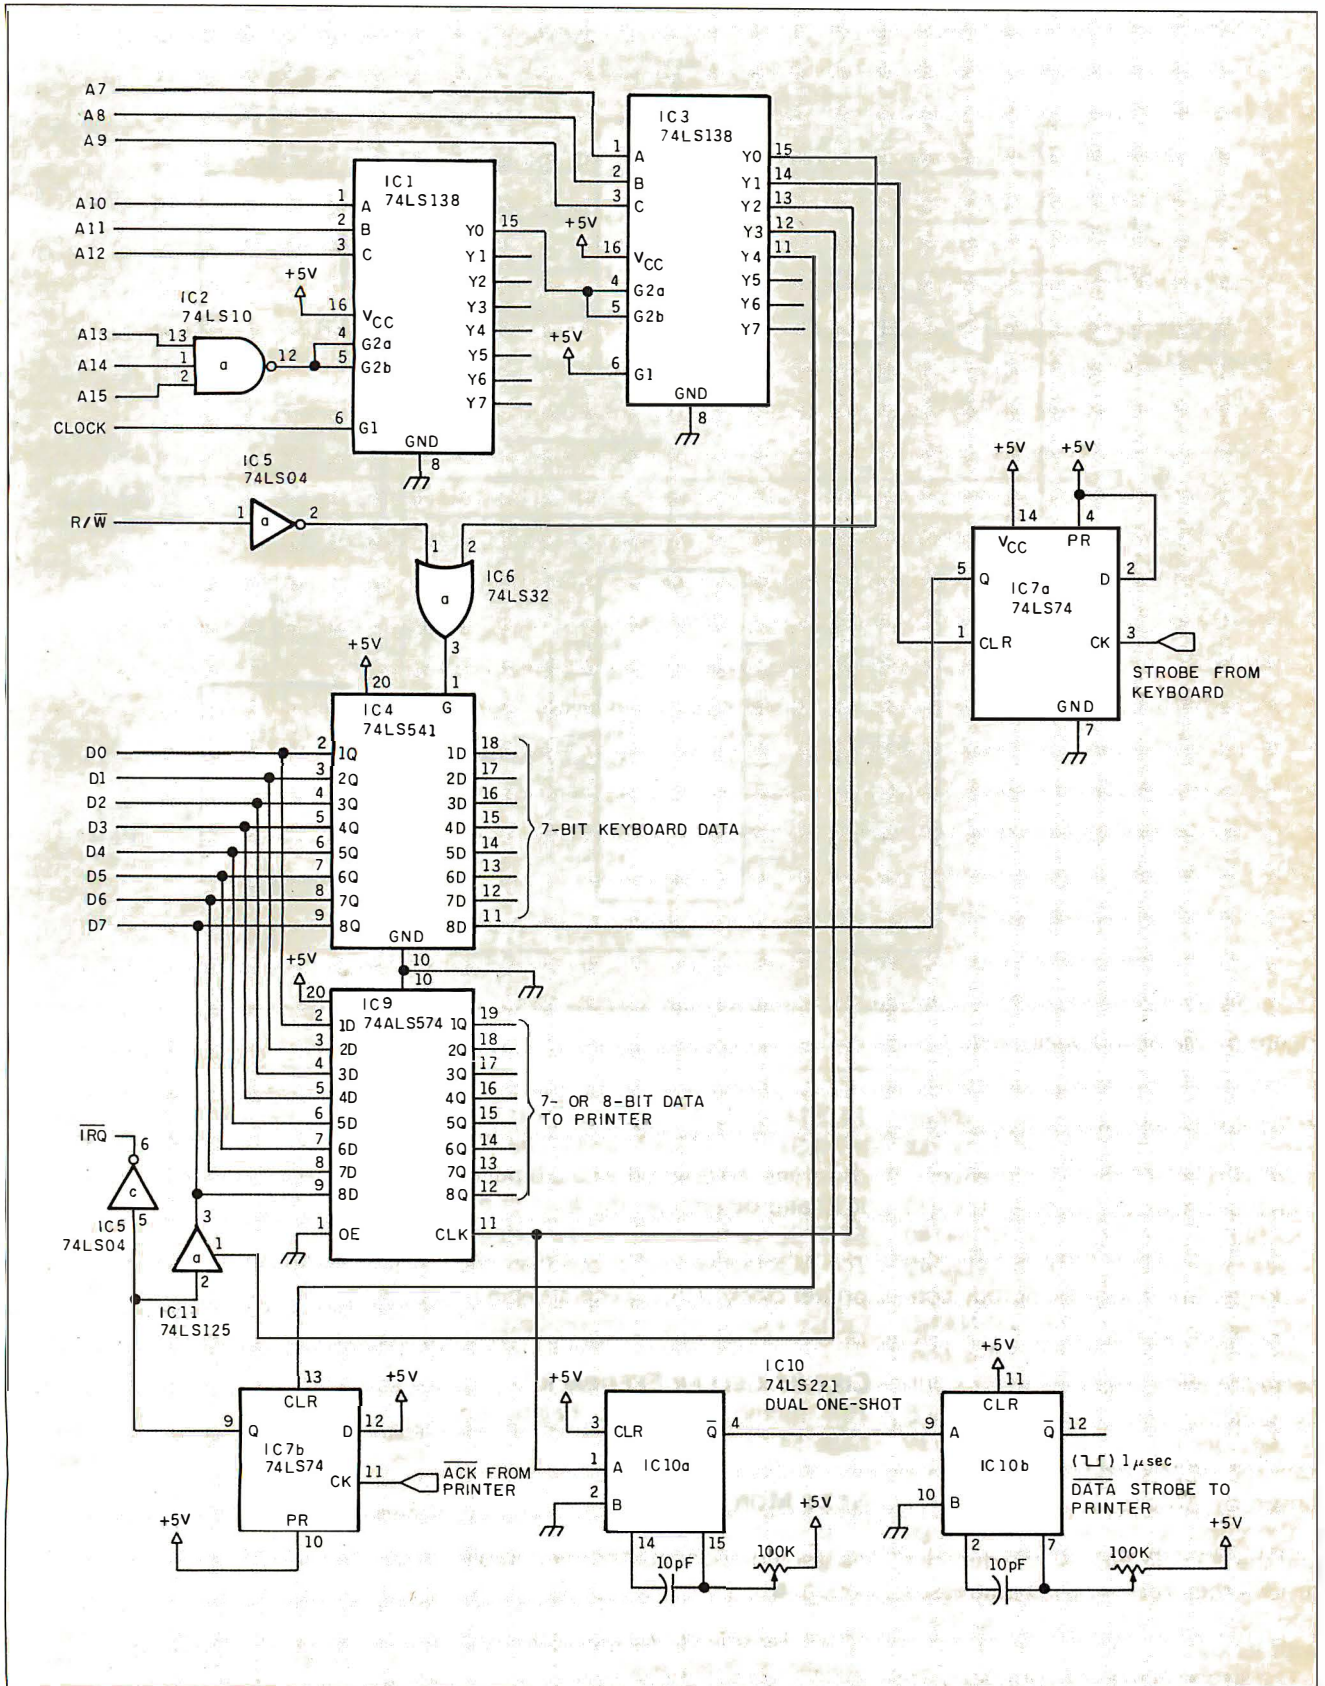 A7
A8
A9
A10
A11
A12
A13
A14
A15
CLOCK
IC2
74LS10
13
1
2
a
12
IC1
74LS138
1 A
2 B
3 C
+5V
16 VCC
4 G2a
5 G2b
6 G1
Y0 15
Y1
Y2
Y3
Y4
Y5
Y6
Y7
GND
8
IC3
74LS138
1 A
2 B
3 C
+5V
16 VCC
4 G2a
5 G2b
+5V
6 G1
Y0 15
Y1 14
Y2 13
Y3 12
Y4 11
Y5
Y6
Y7
GND
8
R/W̅
IC5
74LS04
1 a 2
1 2
a
IC6
74LS32
3
+5V +5V
14 4
VCC PR
5 Q
D 2
IC7a
74LS74
1 CLR
CK 3
STROBE FROM
KEYBOARD
GND
7
+5V
20 1
IC4 G
74LS541
D0 2 1Q 1D 18
D1 3 2Q 2D 17
D2 4 3Q 3D 16
D3 5 4Q 4D 15
D4 6 5Q 5D 14
D5 7 6Q 6D 13
D6 8 7Q 7D 12
D7 9 8Q 8D 11
7-BIT KEYBOARD DATA
GND
10
10
+5V
20
IC9
74ALS574
2 1D 1Q 19
3 2D 2Q 18
4 3D 3Q 17
5 4D 4Q 16
6 5D 5Q 15
7 6D 6Q 14
8 7D 7Q 13
9 8D 8Q 12
1 OE CLK 11
7- OR 8-BIT DATA
TO PRINTER
I̅R̅Q̅
6
c
5
IC5
74LS04
3
a 1
2
IC11
74LS125
13
CLR
9 Q
D 12
+5V
IC7b
74LS74
CK 11
A̅C̅K̅ FROM
PRINTER
PR
10
+5V
IC10
74LS221
DUAL ONE-SHOT
+5V
3 CLR
Q̅ 4
1 A
IC10a
2 B
14 15
10pF
100K
+5V
+5V
11
CLR
9 A
Q̅ 12
IC10b
10 B
( ) 1µsec
D̅A̅T̅A̅ STROBE TO
PRINTER
2 7
10pF
100K
+5V